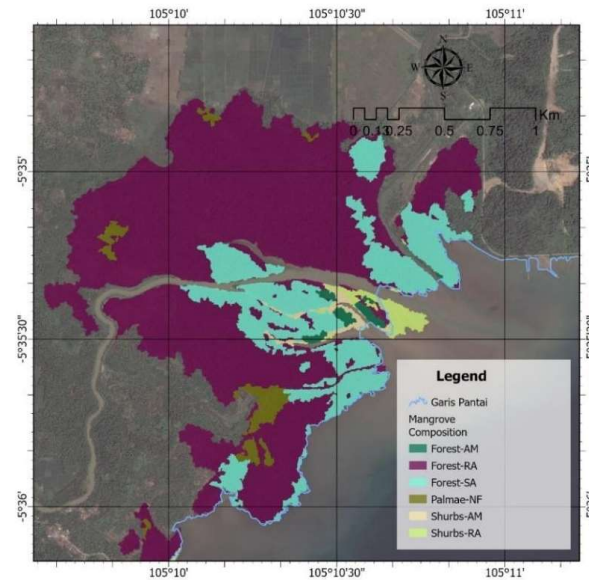 105°10' 105°10'30" 105°11'
N
W E
S
0 0.13 0.25 0.5 0.75 1
Km
-5°35'
-5°35'30"
-5°36'
Legend
Garis Pantai
Mangrove
Composition
Forest-AM
Forest-RA
Forest-SA
Palmae-NF
Shurbs-AM
Shurbs-RA
105°10' 105°10'30" 105°11'